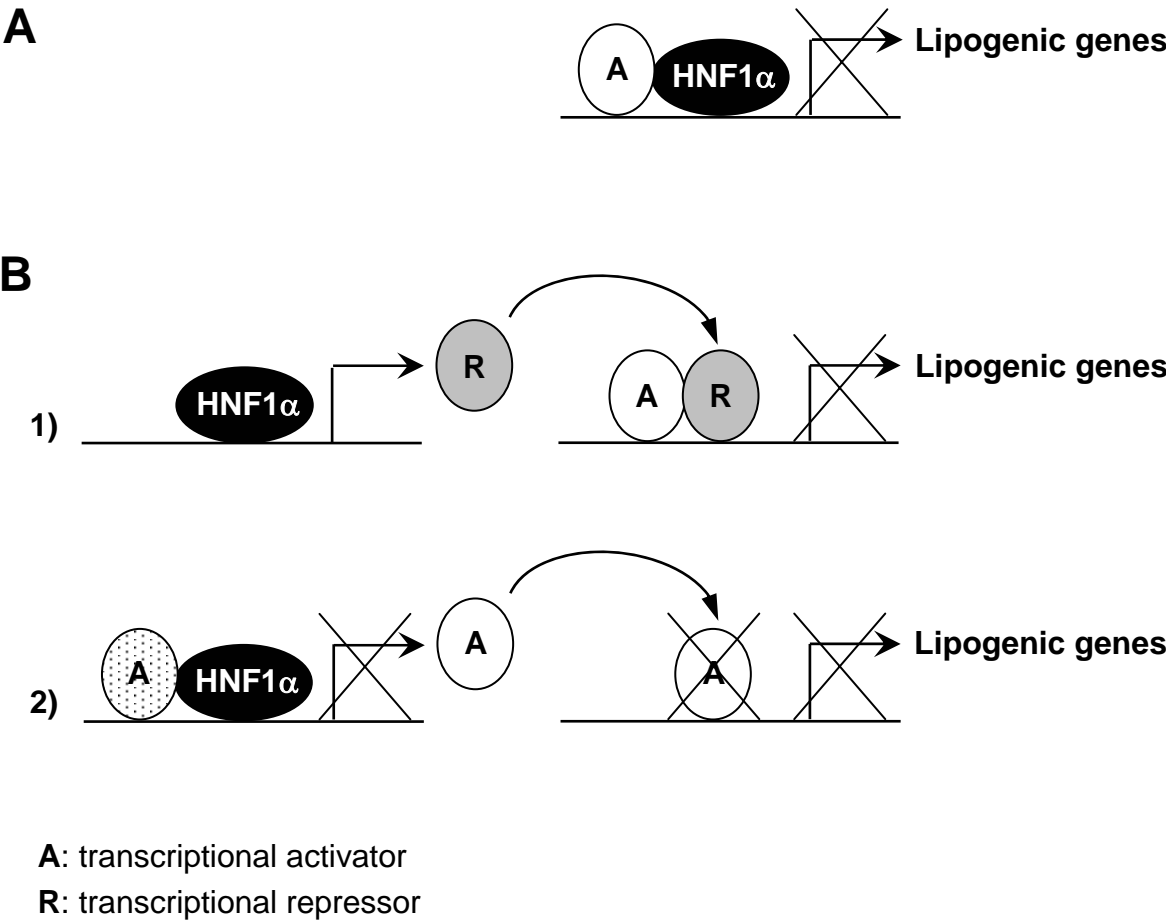 A
A HNF1α Lipogenic genes
B
1) HNF1α R A R Lipogenic genes
2) A HNF1α A A Lipogenic genes
A: transcriptional activator
R: transcriptional repressor